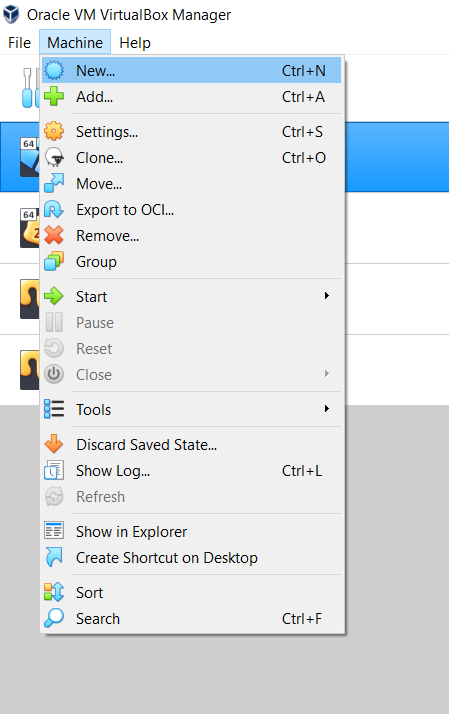 Oracle VM VirtualBox Manager
File Machine Help
New... Ctrl+N
Add... Ctrl+A
Settings... Ctrl+S
Clone... Ctrl+O
Move...
Export to OCI...
Remove...
Group
Start
Pause
Reset
Close
Tools
Discard Saved State...
Show Log... Ctrl+L
Refresh
Show in Explorer
Create Shortcut on Desktop
Sort
Search Ctrl+F
64
64
2